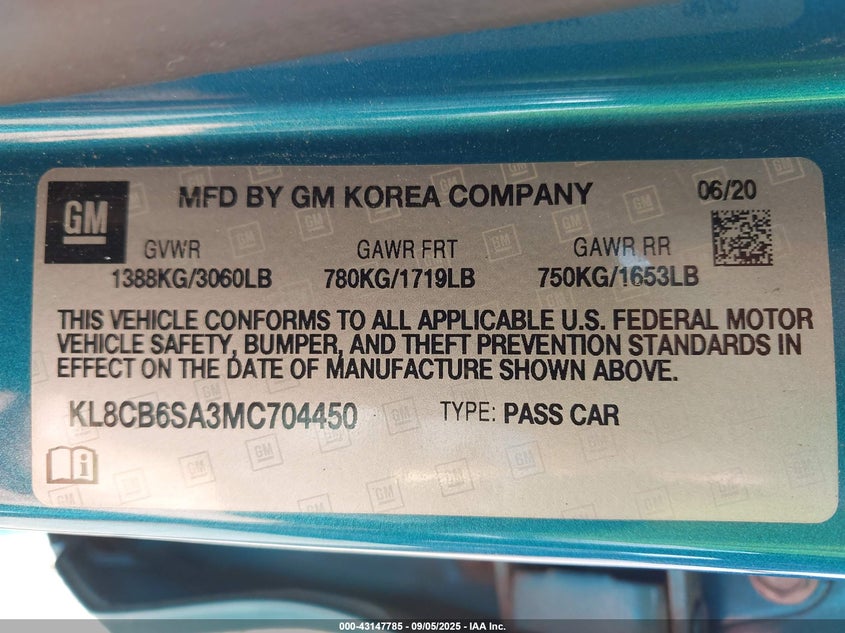 GM
MFD BY GM KOREA COMPANY
06/20
GVWR
GAWR FRT
GAWR RR
1388KG/3060LB
780KG/1719LB
750KG/1653LB
THIS VEHICLE CONFORMS TO ALL APPLICABLE U.S. FEDERAL MOTOR
VEHICLE SAFETY, BUMPER, AND THEFT PREVENTION STANDARDS IN
EFFECT ON THE DATE OF MANUFACTURE SHOWN ABOVE.
KL8CB6SA3MC704450
TYPE: PASS CAR
000-43147785 - 09/05/2025 - IAA Inc.